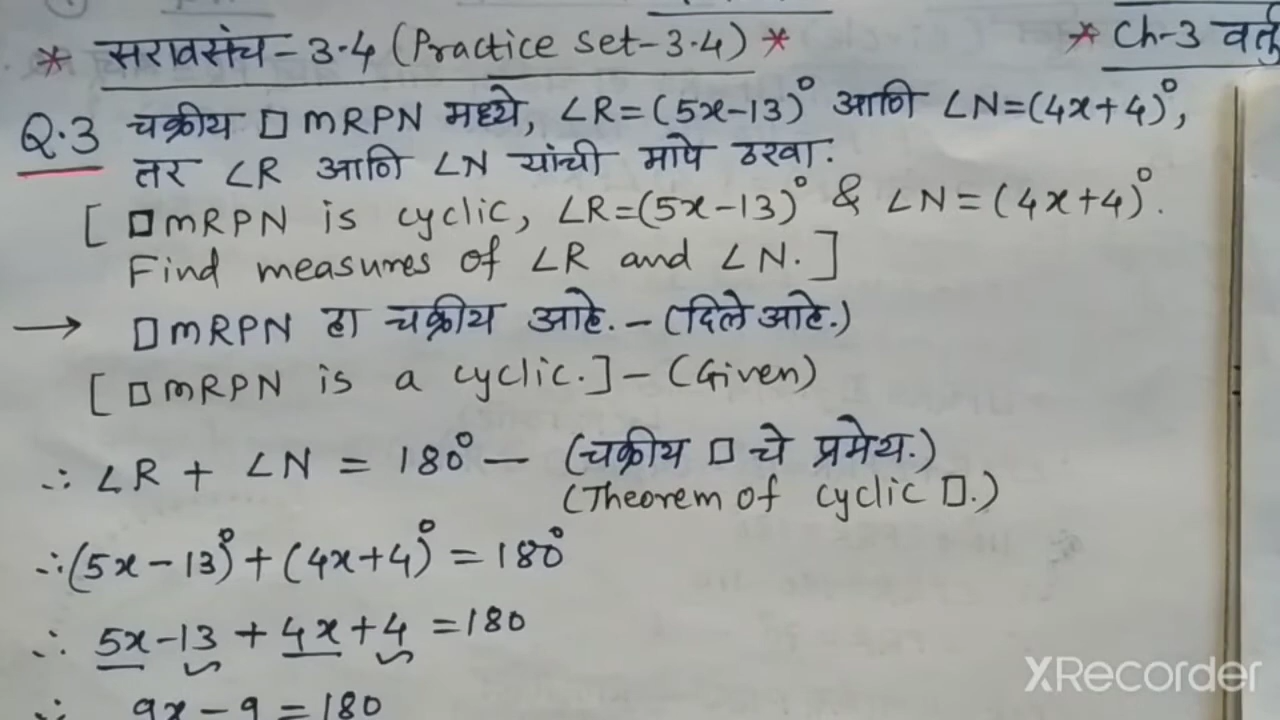 * सरावसंच-3.4 (Practice Set-3.4) *
* Ch-3 वर्तु
Q.3 चक्रीय □ MRPN मध्ये, ∠R=(5x-13)° आणि ∠N=(4x+4)°,
तर ∠R आणि ∠N यांची मापे ठरवा.
[ □MRPN is cyclic, ∠R=(5x-13)° & ∠N=(4x+4)°.
Find measures of ∠R and ∠N.]
→ □MRPN हा चक्रीय आहे. - (दिले आहे.)
[ □MRPN is a cyclic.] - (Given)
∴ ∠R + ∠N = 180° - (चक्रीय □ चे प्रमेय.)
(Theorem of cyclic □.)
∴ (5x-13)° + (4x+4)° = 180°
∴ 5x-13 + 4x+4 = 180
∴ 9x-9 = 180
XRecorder